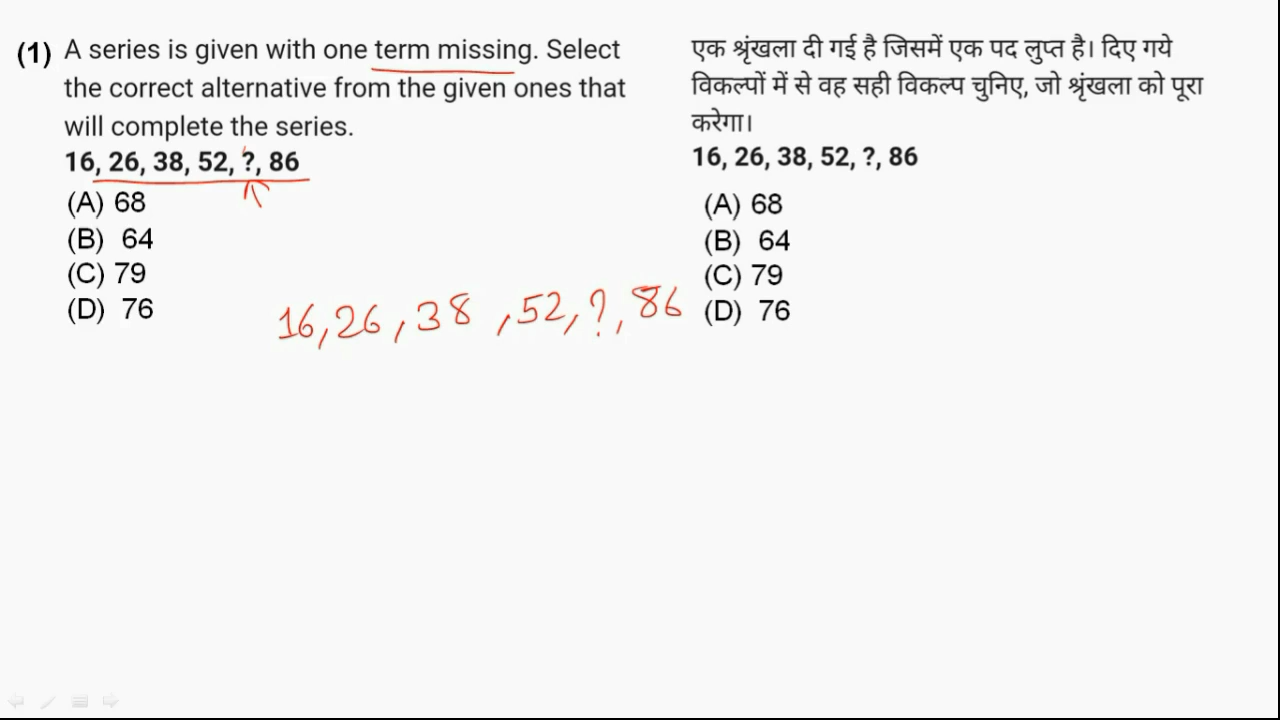 (1) A series is given with one term missing. Select
the correct alternative from the given ones that
will complete the series.
16, 26, 38, 52, ?, 86
(A) 68
(B) 64
(C) 79
(D) 76
एक श्रृंखला दी गई है जिसमें एक पद लुप्त है। दिए गये
विकल्पों में से वह सही विकल्प चुनिए, जो श्रृंखला को पूरा
करेगा।
16, 26, 38, 52, ?, 86
(A) 68
(B) 64
(C) 79
(D) 76
16, 26, 38, 52, ?, 86